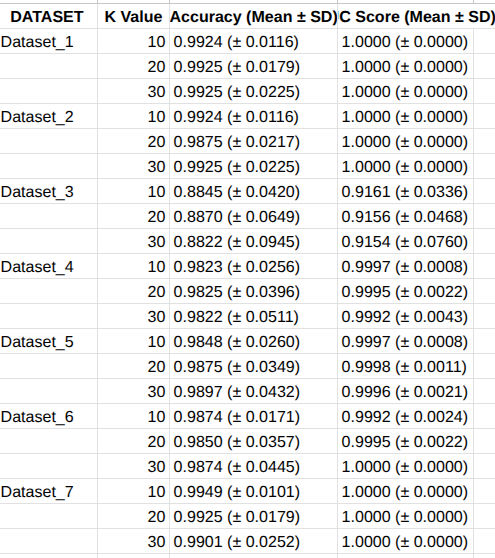 DATASET K Value Accuracy (Mean ± SD) C Score (Mean ± SD)
Dataset_1 10 0.9924 (± 0.0116) 1.0000 (± 0.0000)
20 0.9925 (± 0.0179) 1.0000 (± 0.0000)
30 0.9925 (± 0.0225) 1.0000 (± 0.0000)
Dataset_2 10 0.9924 (± 0.0116) 1.0000 (± 0.0000)
20 0.9875 (± 0.0217) 1.0000 (± 0.0000)
30 0.9925 (± 0.0225) 1.0000 (± 0.0000)
Dataset_3 10 0.8845 (± 0.0420) 0.9161 (± 0.0336)
20 0.8870 (± 0.0649) 0.9156 (± 0.0468)
30 0.8822 (± 0.0945) 0.9154 (± 0.0760)
Dataset_4 10 0.9823 (± 0.0256) 0.9997 (± 0.0008)
20 0.9825 (± 0.0396) 0.9995 (± 0.0022)
30 0.9822 (± 0.0511) 0.9992 (± 0.0043)
Dataset_5 10 0.9848 (± 0.0260) 0.9997 (± 0.0008)
20 0.9875 (± 0.0349) 0.9998 (± 0.0011)
30 0.9897 (± 0.0432) 0.9996 (± 0.0021)
Dataset_6 10 0.9874 (± 0.0171) 0.9992 (± 0.0024)
20 0.9850 (± 0.0357) 0.9995 (± 0.0022)
30 0.9874 (± 0.0445) 1.0000 (± 0.0000)
Dataset_7 10 0.9949 (± 0.0101) 1.0000 (± 0.0000)
20 0.9925 (± 0.0179) 1.0000 (± 0.0000)
30 0.9901 (± 0.0252) 1.0000 (± 0.0000)